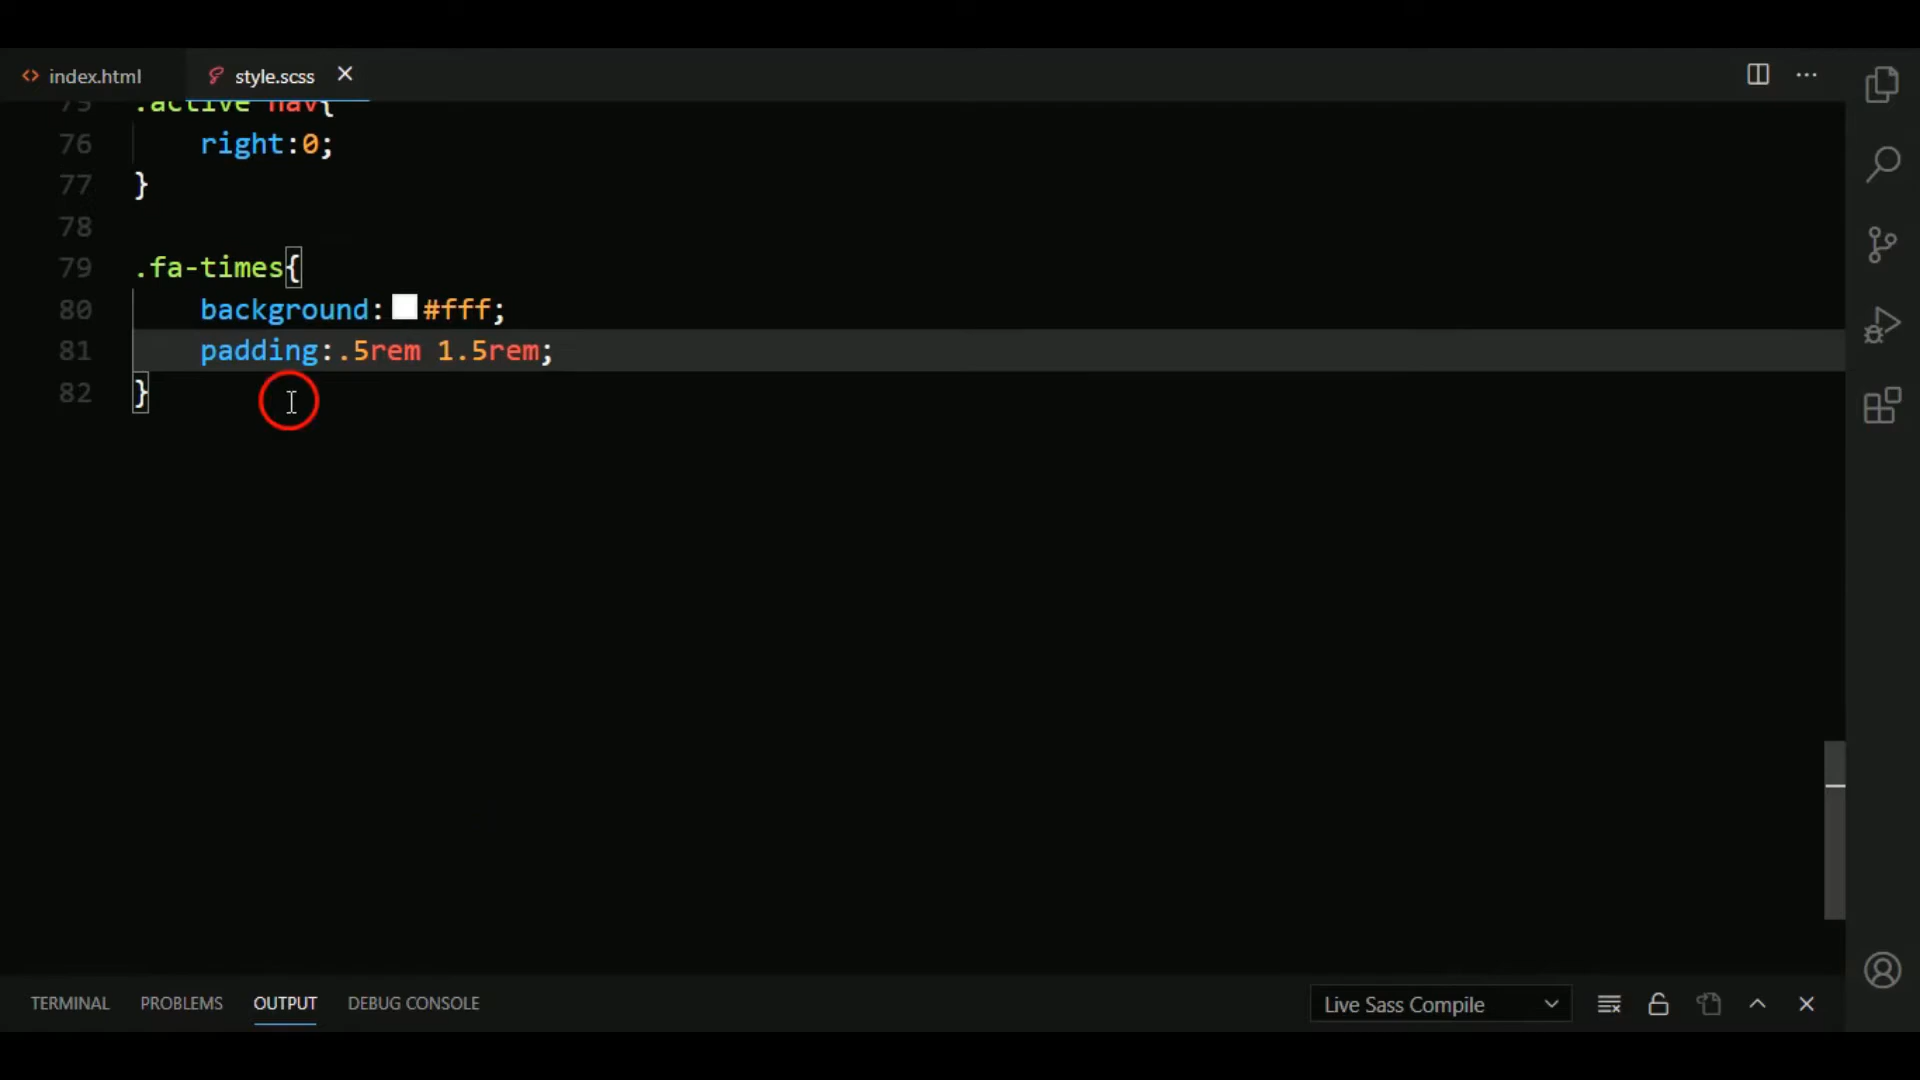 index.html
style.scss
75 .active nav{
76 right:0;
77 }
78
79 .fa-times{
80 background:#fff;
81 padding:.5rem 1.5rem;
82 }
TERMINAL PROBLEMS OUTPUT DEBUG CONSOLE
Live Sass Compile